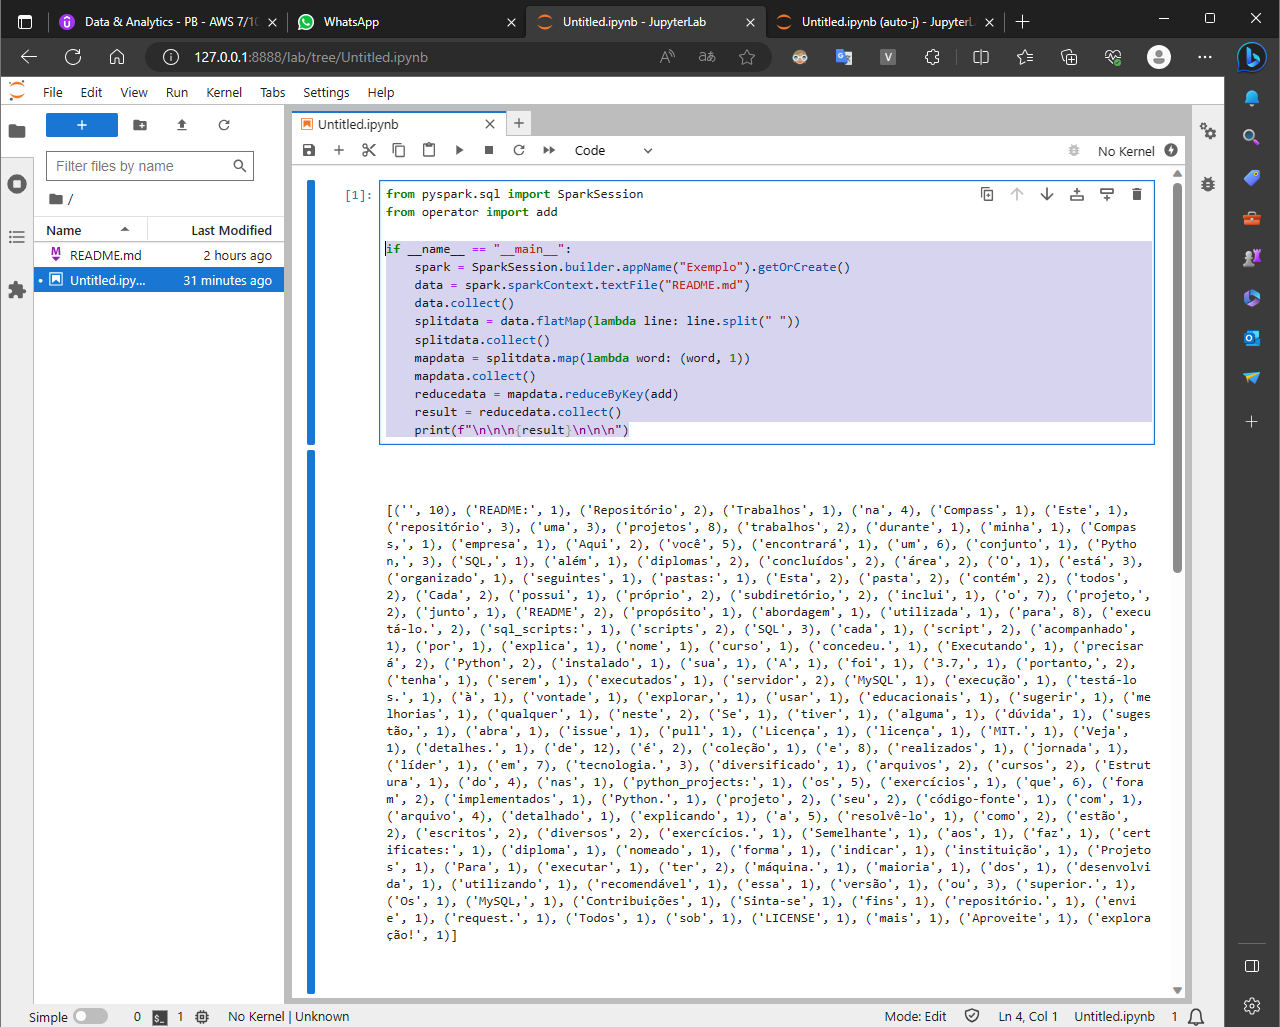 Data & Analytics - PB - AWS 7/10
WhatsApp
Untitled.ipynb - JupyterLab
Untitled.ipynb (auto-j) - JupyterL
127.0.0.1:8888/lab/tree/Untitled.ipynb
File Edit View Run Kernel Tabs Settings Help
Untitled.ipynb
Code
No Kernel
Filter files by name
/
Name Last Modified
README.md 2 hours ago
Untitled.ipy... 31 minutes ago
[1]:
from pyspark.sql import SparkSession
from operator import add
if __name__ == "__main__":
spark = SparkSession.builder.appName("Exemplo").getOrCreate()
data = spark.sparkContext.textFile("README.md")
data.collect()
splitdata = data.flatMap(lambda line: line.split(" "))
splitdata.collect()
mapdata = splitdata.map(lambda word: (word, 1))
mapdata.collect()
reducedata = mapdata.reduceByKey(add)
result = reducedata.collect()
print(f"\n\n\n{result}\n\n\n")
[('', 10), ('README:', 1), ('Repositório', 2), ('Trabalhos', 1), ('na', 4), ('Compass', 1), ('Este', 1),
('repositório', 3), ('uma', 3), ('projetos', 8), ('trabalhos', 2), ('durante', 1), ('minha', 1), ('Compas
s,', 1), ('empresa', 1), ('Aqui', 2), ('você', 5), ('encontrará', 1), ('um', 6), ('conjunto', 1), ('Pytho
n,', 3), ('SQL,', 1), ('além', 1), ('diplomas', 2), ('concluídos', 2), ('área', 2), ('O', 1), ('está', 3),
('organizado', 1), ('seguintes', 1), ('pastas:', 1), ('Esta', 2), ('pasta', 2), ('contém', 2), ('todos',
2), ('Cada', 2), ('possui', 1), ('próprio', 2), ('subdiretório,', 2), ('inclui', 1), ('o', 7), ('projeto,',
2), ('junto', 1), ('README', 2), ('propósito', 1), ('abordagem', 1), ('utilizada', 1), ('para', 8), ('execu
tá-lo.', 2), ('sql_scripts:', 1), ('scripts', 2), ('SQL', 3), ('cada', 1), ('script', 2), ('acompanhado',
1), ('por', 1), ('explica', 1), ('nome', 1), ('curso', 1), ('concedeu.', 1), ('Executando', 1), ('precisar
á', 2), ('Python', 2), ('instalado', 1), ('sua', 1), ('A', 1), ('foi', 1), ('3.7,', 1), ('portanto,', 2),
('tenha', 1), ('serem', 1), ('executados', 1), ('servidor', 2), ('MySQL', 1), ('execução', 1), ('testá-lo
s.', 1), ('à', 1), ('vontade', 1), ('explorar,', 1), ('usar', 1), ('educacionais', 1), ('sugerir', 1), ('me
lhorias', 1), ('qualquer', 1), ('neste', 2), ('Se', 1), ('tiver', 1), ('alguma', 1), ('dúvida', 1), ('suges
tão,', 1), ('abra', 1), ('issue', 1), ('pull', 1), ('Licença', 1), ('licença', 1), ('MIT.', 1), ('Veja',
1), ('detalhes.', 1), ('de', 12), ('é', 2), ('coleção', 1), ('e', 8), ('realizados', 1), ('jornada', 1),
('líder', 1), ('em', 7), ('tecnologia.', 3), ('diversificado', 1), ('arquivos', 2), ('cursos', 2), ('Estrut
ura', 1), ('do', 4), ('nas', 1), ('python_projects:', 1), ('os', 5), ('exercícios', 1), ('que', 6), ('fora
m', 2), ('implementados', 1), ('Python.', 1), ('projeto', 2), ('seu', 2), ('código-fonte', 1), ('com', 1),
('arquivo', 4), ('detalhado', 1), ('explicando', 1), ('a', 5), ('resolvê-lo', 1), ('como', 2), ('estão',
2), ('escritos', 2), ('diversos', 2), ('exercícios.', 1), ('Semelhante', 1), ('aos', 1), ('faz', 1), ('cert
ificates:', 1), ('diploma', 1), ('nomeado', 1), ('forma', 1), ('indicar', 1), ('instituição', 1), ('Projeto
s', 1), ('Para', 1), ('executar', 1), ('ter', 2), ('máquina.', 1), ('maioria', 1), ('dos', 1), ('desenvolvi
da', 1), ('utilizando', 1), ('recomendável', 1), ('essa', 1), ('versão', 1), ('ou', 3), ('superior.', 1),
('Os', 1), ('MySQL,', 1), ('Contribuições', 1), ('Sinta-se', 1), ('fins', 1), ('repositório.', 1), ('envi
e', 1), ('request.', 1), ('Todos', 1), ('sob', 1), ('LICENSE', 1), ('mais', 1), ('Aproveite', 1), ('explora
ção!', 1)]
Simple 0 1 No Kernel | Unknown Mode: Edit Ln 4, Col 1 Untitled.ipynb 1